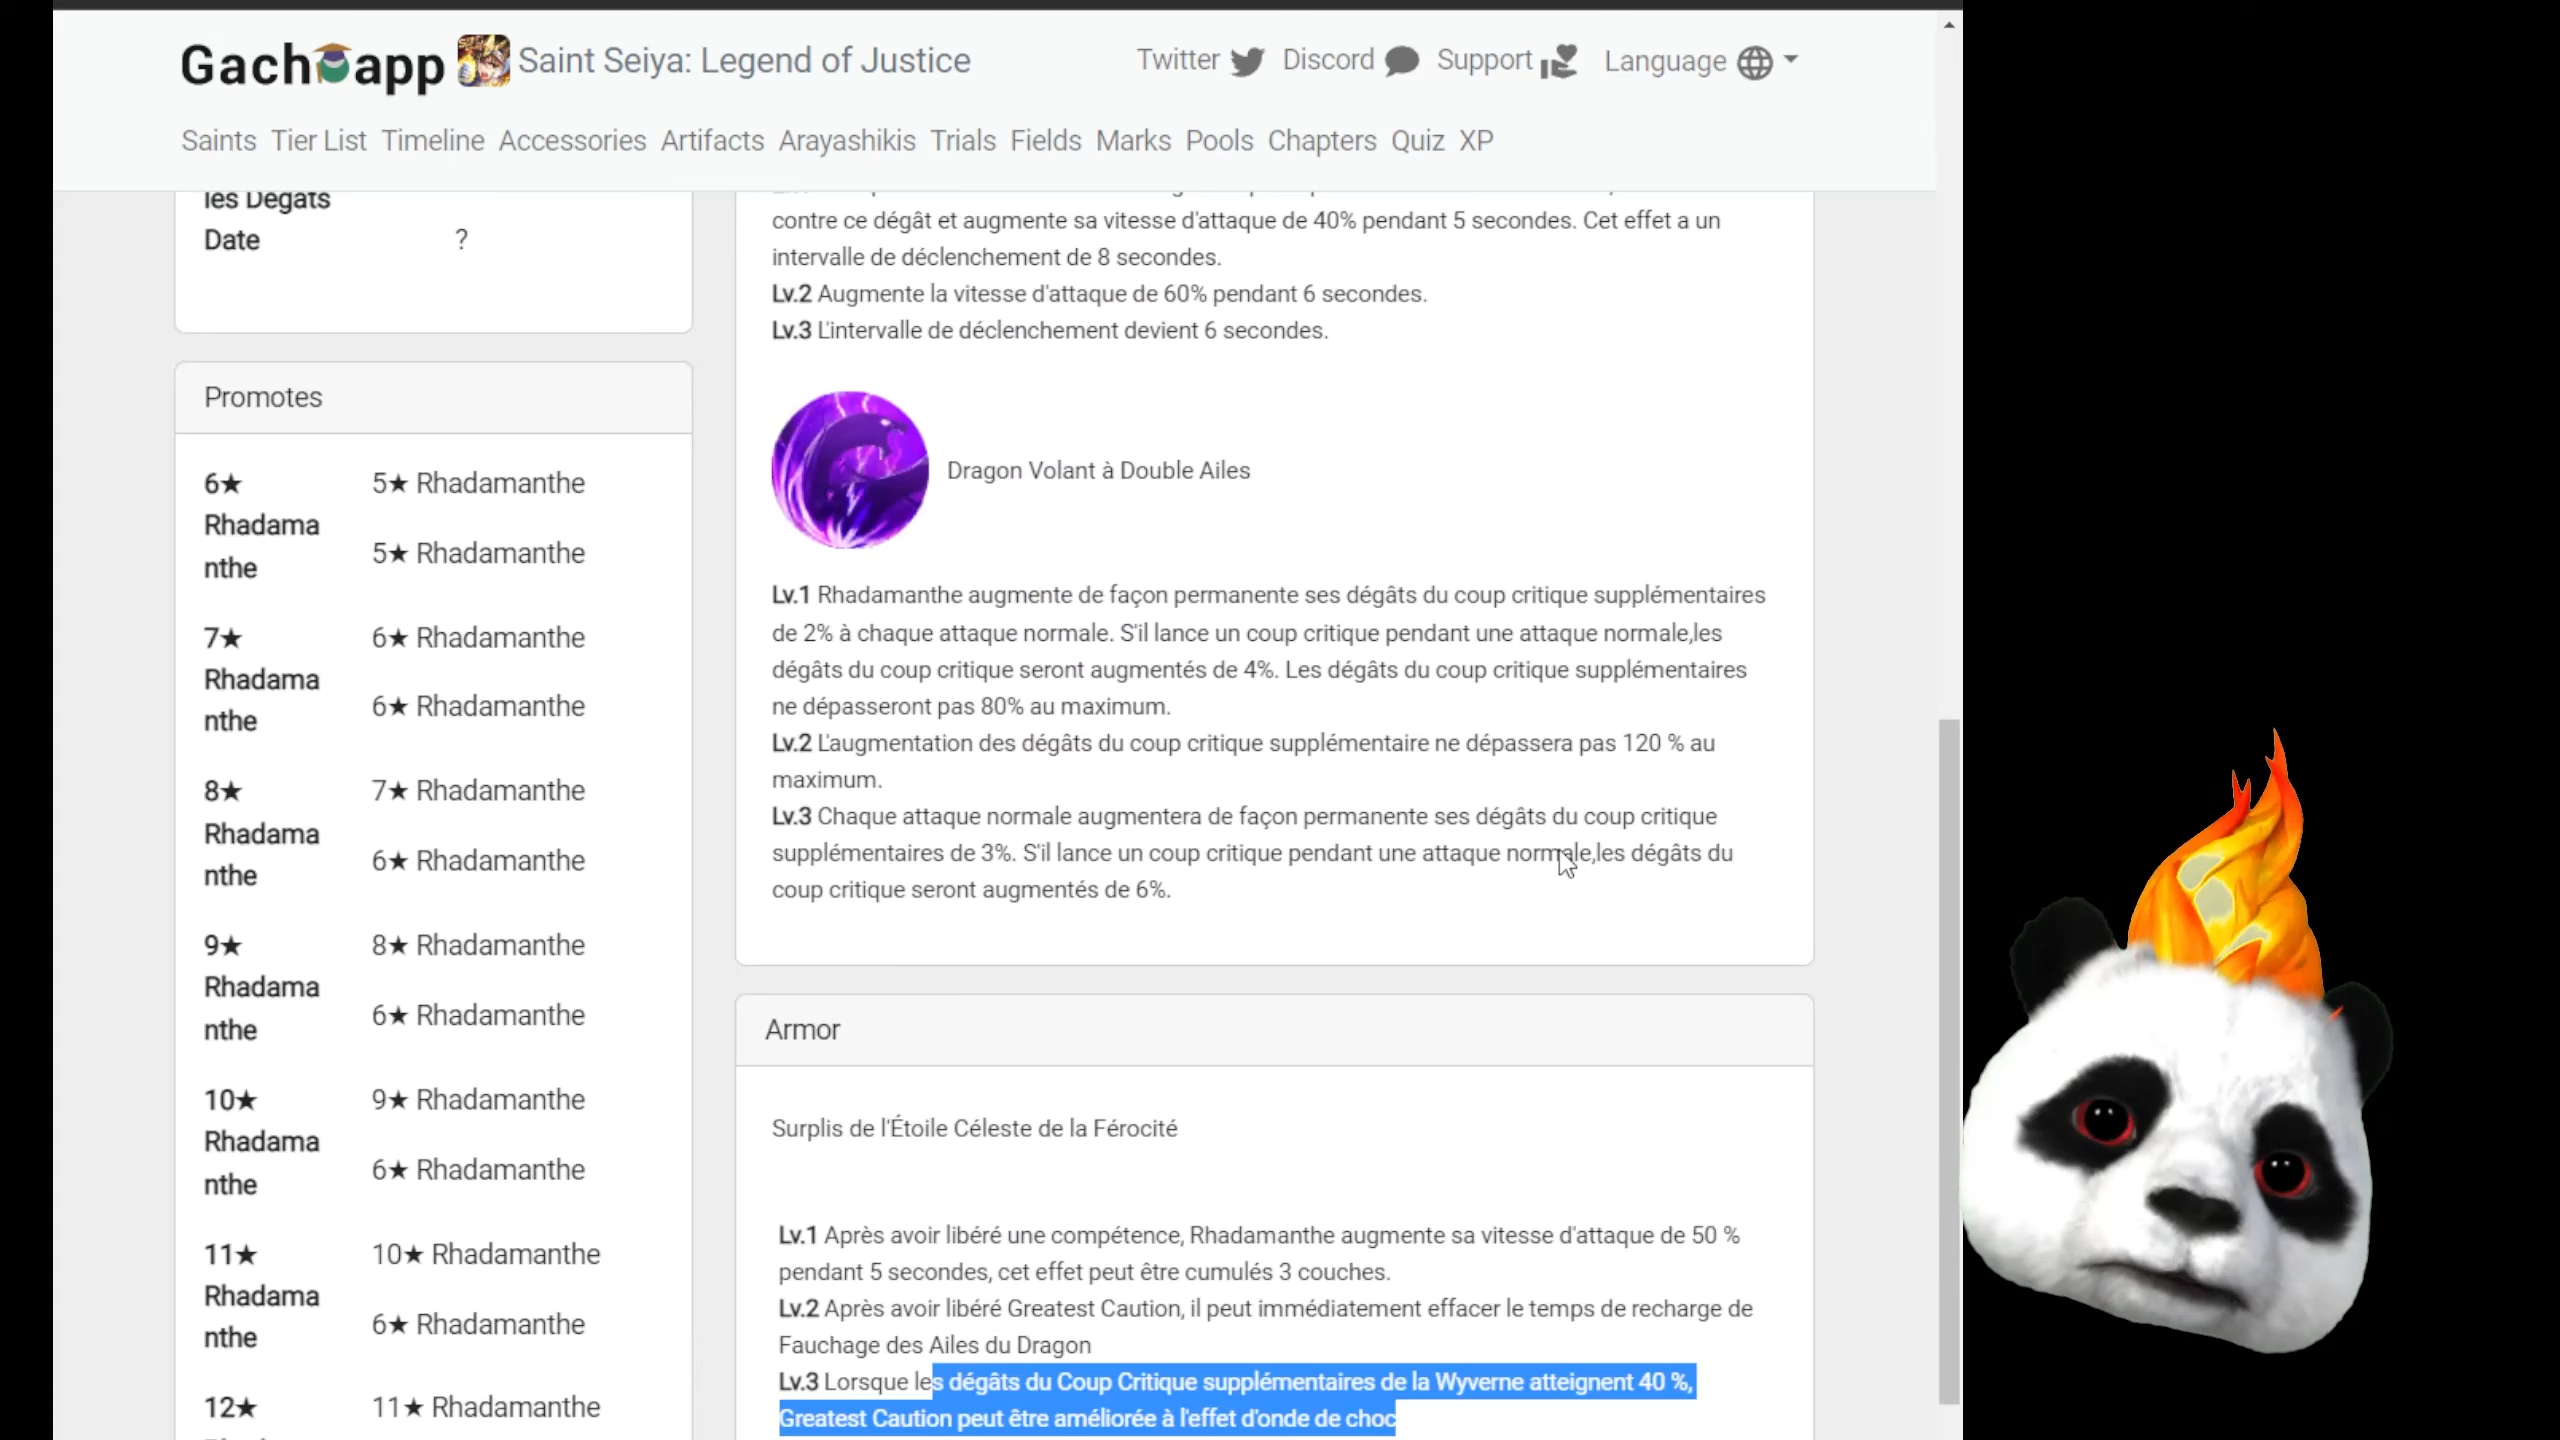 Gachapp Saint Seiya: Legend of Justice
Twitter Discord Support Language
Saints Tier List Timeline Accessories Artifacts Arayashikis Trials Fields Marks Pools Chapters Quiz XP
les Dégâts
Date ?
Promotes
6★ Rhadama nthe
5★ Rhadamanthe
5★ Rhadamanthe
7★ Rhadama nthe
6★ Rhadamanthe
6★ Rhadamanthe
8★ Rhadama nthe
7★ Rhadamanthe
6★ Rhadamanthe
9★ Rhadama nthe
8★ Rhadamanthe
6★ Rhadamanthe
10★ Rhadama nthe
9★ Rhadamanthe
6★ Rhadamanthe
11★ Rhadama nthe
10★ Rhadamanthe
6★ Rhadamanthe
12★
11★ Rhadamanthe
contre ce dégât et augmente sa vitesse d'attaque de 40% pendant 5 secondes. Cet effet a un
intervalle de déclenchement de 8 secondes.
Lv.2 Augmente la vitesse d'attaque de 60% pendant 6 secondes.
Lv.3 L'intervalle de déclenchement devient 6 secondes.
Dragon Volant à Double Ailes
Lv.1 Rhadamanthe augmente de façon permanente ses dégâts du coup critique supplémentaires
de 2% à chaque attaque normale. S'il lance un coup critique pendant une attaque normale,les
dégâts du coup critique seront augmentés de 4%. Les dégâts du coup critique supplémentaires
ne dépasseront pas 80% au maximum.
Lv.2 L'augmentation des dégâts du coup critique supplémentaire ne dépassera pas 120 % au
maximum.
Lv.3 Chaque attaque normale augmentera de façon permanente ses dégâts du coup critique
supplémentaires de 3%. S'il lance un coup critique pendant une attaque normale,les dégâts du
coup critique seront augmentés de 6%.
Armor
Surplis de l'Étoile Céleste de la Férocité
Lv.1 Après avoir libéré une compétence, Rhadamanthe augmente sa vitesse d'attaque de 50 %
pendant 5 secondes, cet effet peut être cumulés 3 couches.
Lv.2 Après avoir libéré Greatest Caution, il peut immédiatement effacer le temps de recharge de
Fauchage des Ailes du Dragon
Lv.3 Lorsque les dégâts du Coup Critique supplémentaires de la Wyverne atteignent 40 %,
Greatest Caution peut être améliorée à l'effet d'onde de choc